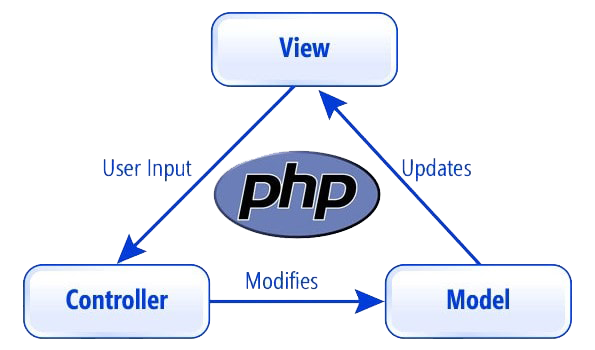 View
User Input
php
Updates
Controller
Modifies
Model